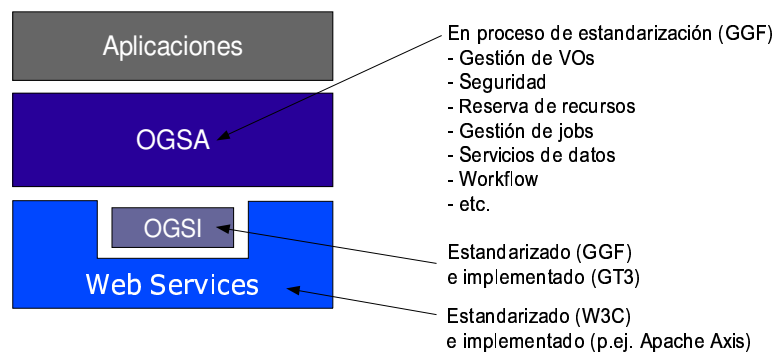 Aplicaciones
OGSA
OGSI
Web Services
En proceso de estandarización (GGF)
- Gestión de VOs
- Seguridad
- Reserva de recursos
- Gestión de jobs
- Servicios de datos
- Workflow
- etc.
Estandarizado (GGF)
e implementado (GT3)
Estandarizado (W3C)
e implementado (p.ej. Apache Axis)